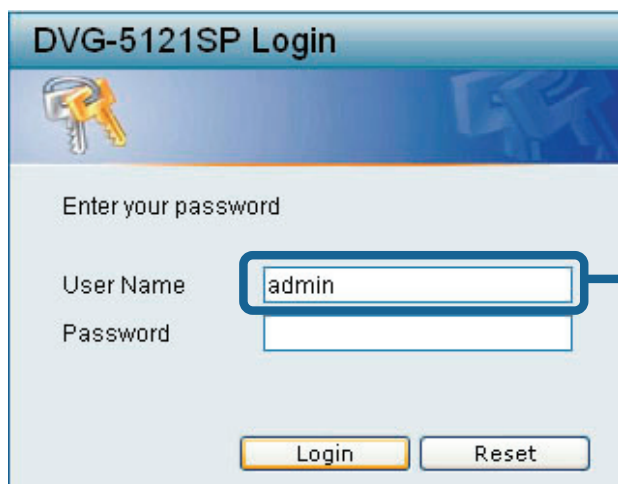 DVG-5121SP Login
Enter your password
User Name admin
Password
Login Reset